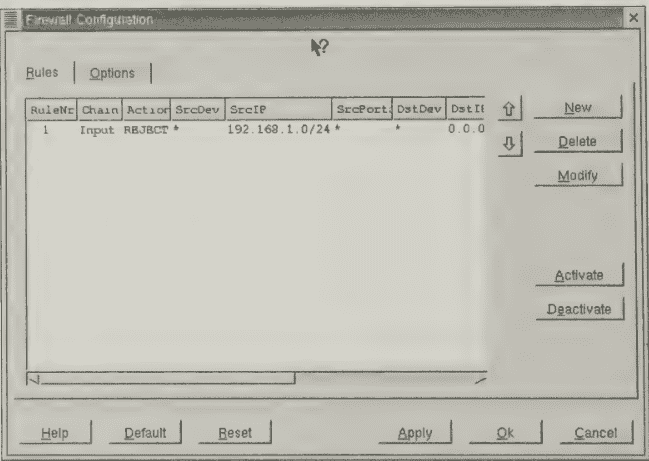 Firewall Configuration
Rules
Options
RuleNr Chain Action SrcDev SrcIP SrcPort: DstDev DstIP
1 Input REJECT * 192.168.1.0/24 * * 0.0.0
New
Delete
Modify
Activate
Deactivate
Help
Default
Reset
Apply
Ok
Cancel